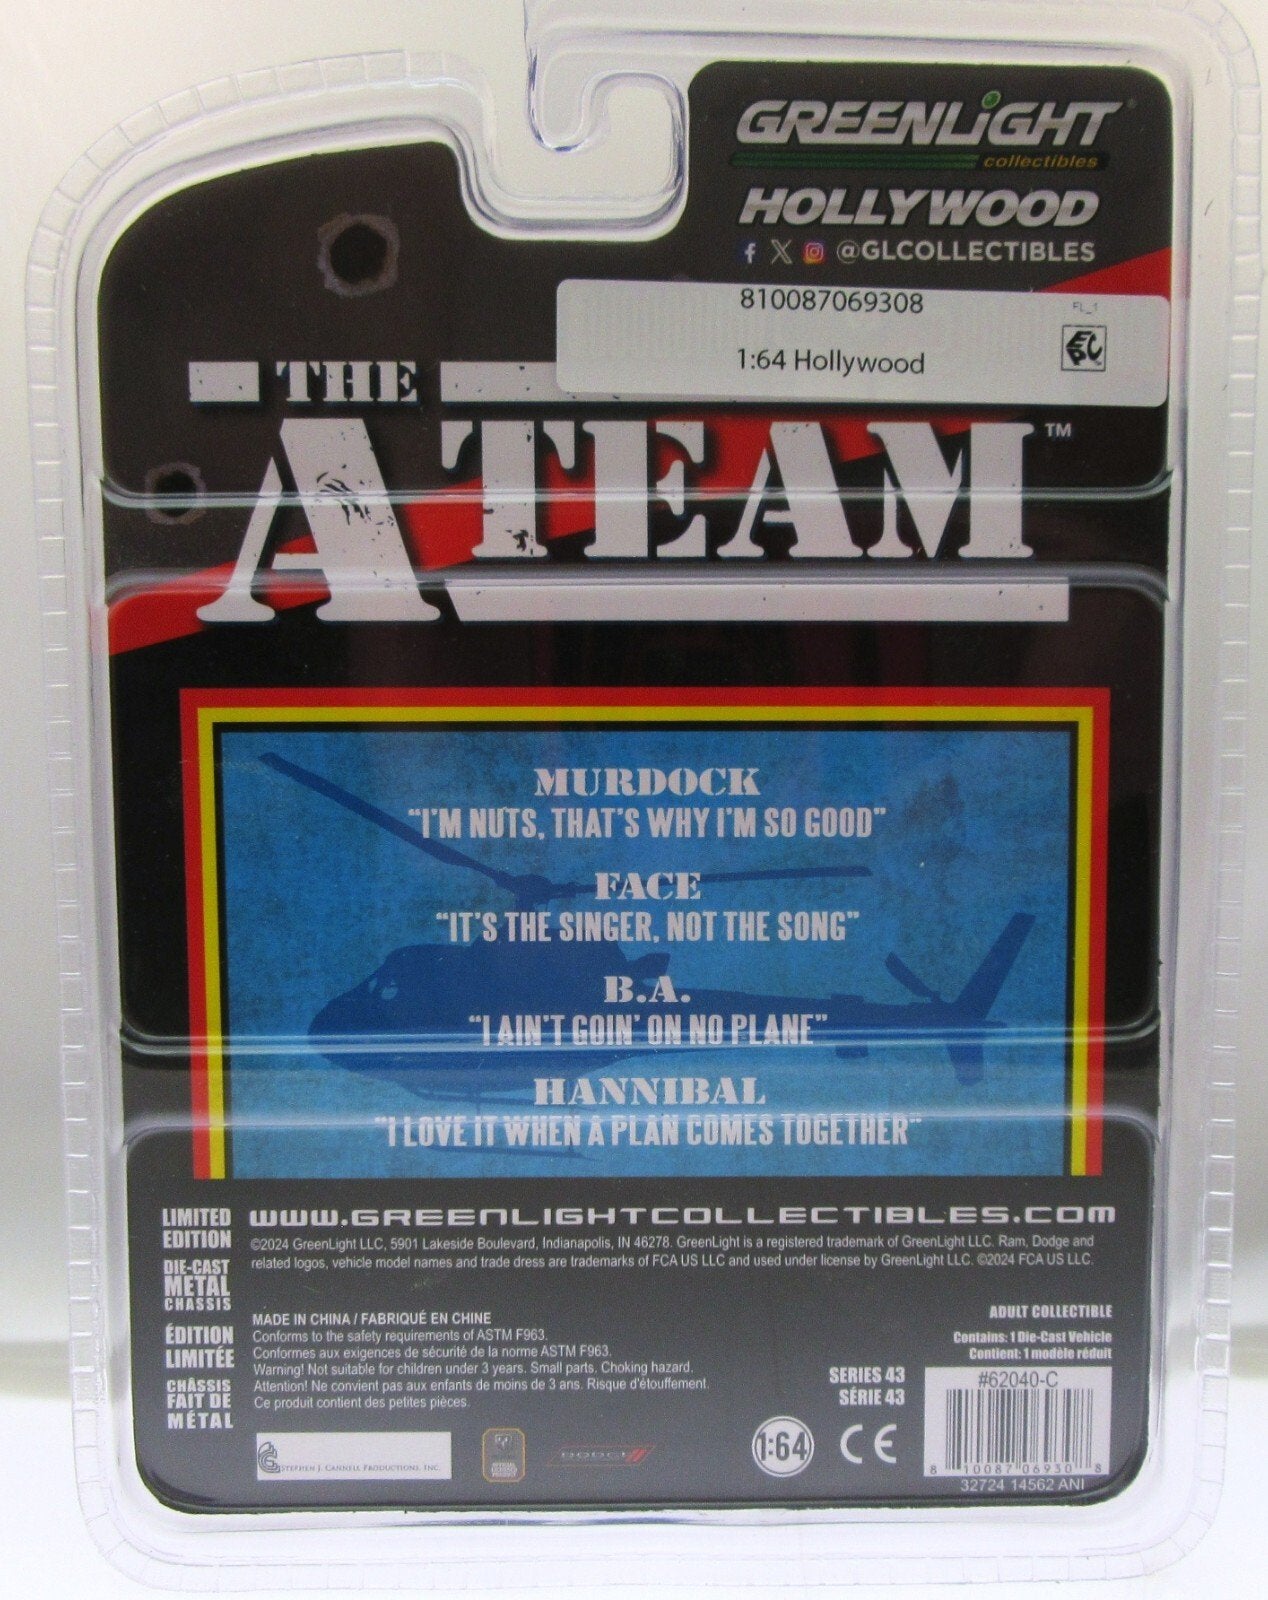 GREENLIGHT
collectibles
HOLLYWOOD
@GLCOLLECTIBLES
810087069308
FL_1
1:64 Hollywood
THE
A TEAM™
MURDOCK
“I'M NUTS, THAT'S WHY I'M SO GOOD”
FACE
“IT'S THE SINGER, NOT THE SONG”
B.A.
“I AIN'T GOIN' ON NO PLANE”
HANNIBAL
“I LOVE IT WHEN A PLAN COMES TOGETHER”
LIMITED
EDITION
DIE-CAST
METAL
CHASSIS
ÉDITION
LIMITÉE
CHÂSSIS
FAIT DE
MÉTAL
WWW.GREENLIGHTCOLLECTIBLES.COM
©2024 GreenLight LLC, 5901 Lakeside Boulevard, Indianapolis, IN 46278. GreenLight is a registered trademark of GreenLight LLC. Ram, Dodge and
related logos, vehicle model names and trade dress are trademarks of FCA US LLC and used under license by GreenLight LLC. ©2024 FCA US LLC.
MADE IN CHINA / FABRIQUÉ EN CHINE
Conforms to the safety requirements of ASTM F963.
Conformes aux exigences de sécurité de la norme ASTM F963.
Warning! Not suitable for children under 3 years. Small parts. Choking hazard.
Attention! Ne convient pas aux enfants de moins de 3 ans. Risque d'étouffement.
Ce produit contient des petites pièces.
ADULT COLLECTIBLE
Contains: 1 Die-Cast Vehicle
Contient: 1 modèle réduit
SERIES 43
SÉRIE 43
#62040-C
STEPHEN J. CANNELL PRODUCTIONS, INC.
OFFICIAL
LICENSED
PRODUCT
DODGE
1:64
CE
8 10087 06930 8
32724 14562 ANI